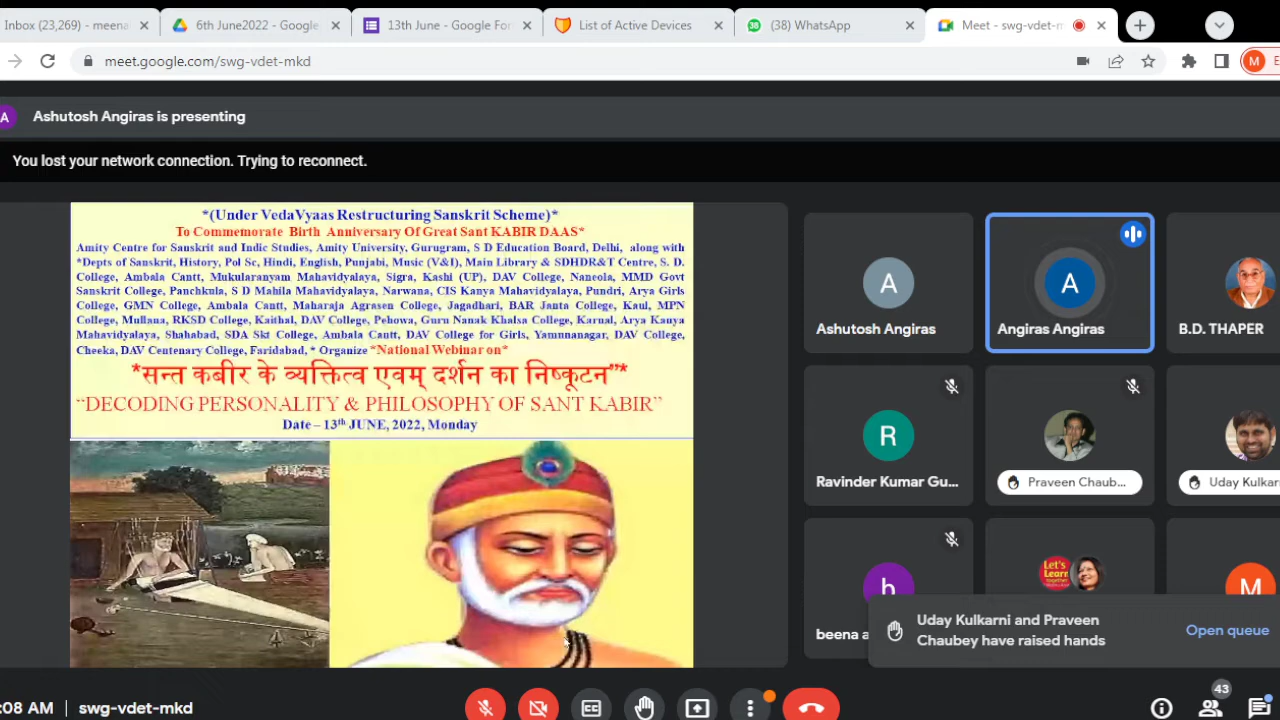 Inbox (23,269) - meena
6th June2022 - Google
13th June - Google For
List of Active Devices
(38) WhatsApp
Meet - swg-vdet-m
meet.google.com/swg-vdet-mkd
M
E
A
Ashutosh Angiras is presenting
You lost your network connection. Trying to reconnect.
*(Under VedaVyaas Restructuring Sanskrit Scheme)*
To Commemorate Birth Anniversary Of Great Sant KABIR DAAS*
Amity Centre for Sanskrit and Indic Studies, Amity University, Gurugram, S D Education Board, Delhi, along with
*Depts of Sanskrit, History, Pol Sc, Hindi, English, Punjabi, Music (V&I), Main Library & SDHDR&T Centre, S. D.
College, Ambala Cantt, Mukularanyam Mahavidyalaya, Sigra, Kashi (UP), DAV College, Naneola, MMD Govt
Sanskrit College, Panchkula, S D Mahila Mahavidyalaya, Narwana, CIS Kanya Mahavidyalaya, Pundri, Arya Girls
College, GMN College, Ambala Cantt, Maharaja Agrasen College, Jagadhari, BAR Janta College, Kaul, MPN
College, Mullana, RKSD College, Kaithal, DAV College, Pehowa, Guru Nanak Khalsa College, Karnal, Arya Kanya
Mahavidyalaya, Shahabad, SDA Skt College, Ambala Cantt, DAV College for Girls, Yamunanagar, DAV College,
Cheeka, DAV Centenary College, Faridabad, * Organize *National Webinar on*
*सन्त कबीर के व्यक्तित्व एवम् दर्शन का निष्कूटन”*
“DECODING PERSONALITY & PHILOSOPHY OF SANT KABIR”
Date – 13th JUNE, 2022, Monday
A
Ashutosh Angiras
A
Angiras Angiras
B.D. THAPER
R
Ravinder Kumar Gu...
Praveen Chaub...
Uday Kulkarn
b
beena a
Let's
Learn
M
Uday Kulkarni and Praveen
Chaubey have raised hands
Open queue
:08 AM | swg-vdet-mkd
43